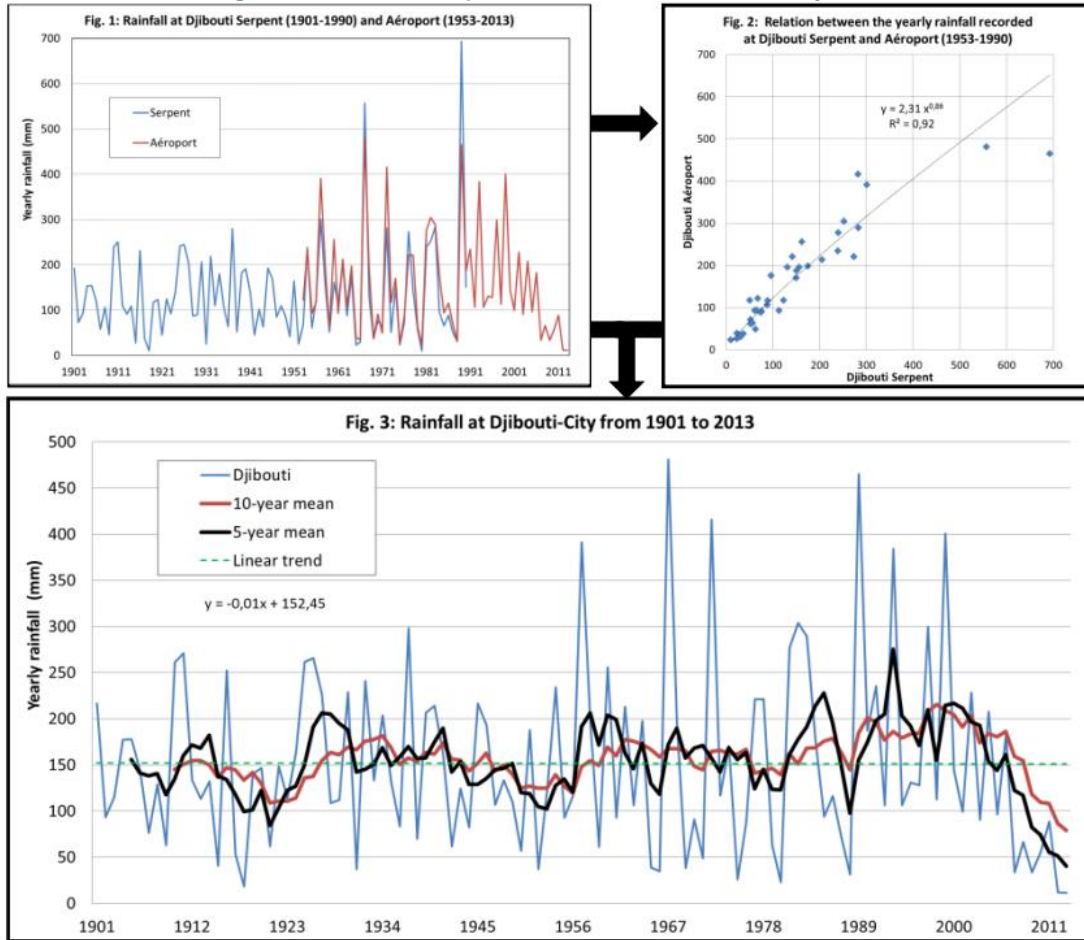 Fig. 1: Rainfall at Djibouti Serpent (1901-1990) and Aéroport (1953-2013)
Yearly rainfall (mm)
700
600
500
400
300
200
100
0
Serpent
Aéroport
1901 1911 1921 1931 1941 1951 1961 1971 1981 1991 2001 2011
Fig. 2: Relation between the yearly rainfall recorded
at Djibouti Serpent and Aéroport (1953-1990)
Djibouti Aéroport
700
600
500
400
300
200
100
0
y = 2,31 x^0,86
R² = 0,92
0 100 200 300 400 500 600 700
Djibouti Serpent
Fig. 3: Rainfall at Djibouti-City from 1901 to 2013
Yearly rainfall (mm)
500
450
400
350
300
250
200
150
100
50
0
Djibouti
10-year mean
5-year mean
Linear trend
y = -0,01x + 152,45
1901 1912 1923 1934 1945 1956 1967 1978 1989 2000 2011